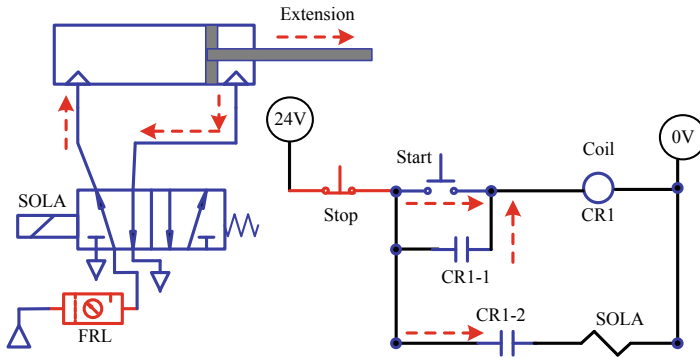 Extension
24V
0V
Start
Coil
SOLA
Stop
CR1
CR1-1
FRL
CR1-2
SOLA